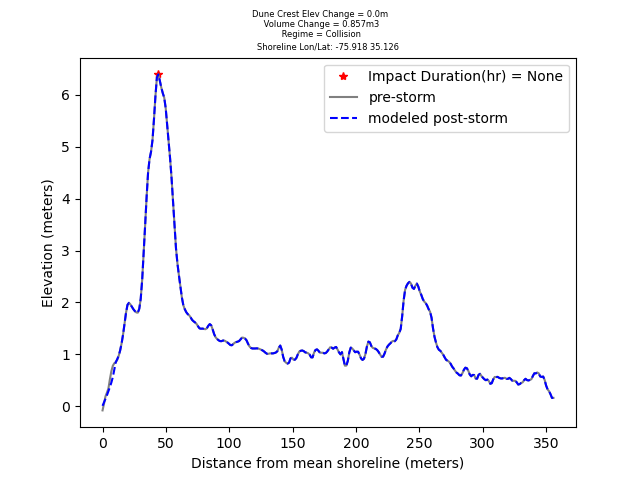 Dune Crest Elev Change = 0.0m
Volume Change = 0.857m3
Regime = Collision
Shoreline Lon/Lat: -75.918 35.126
Impact Duration(hr) = None
pre-storm
modeled post-storm
Elevation (meters)
6
5
4
3
2
1
0
0 50 100 150 200 250 300 350
Distance from mean shoreline (meters)